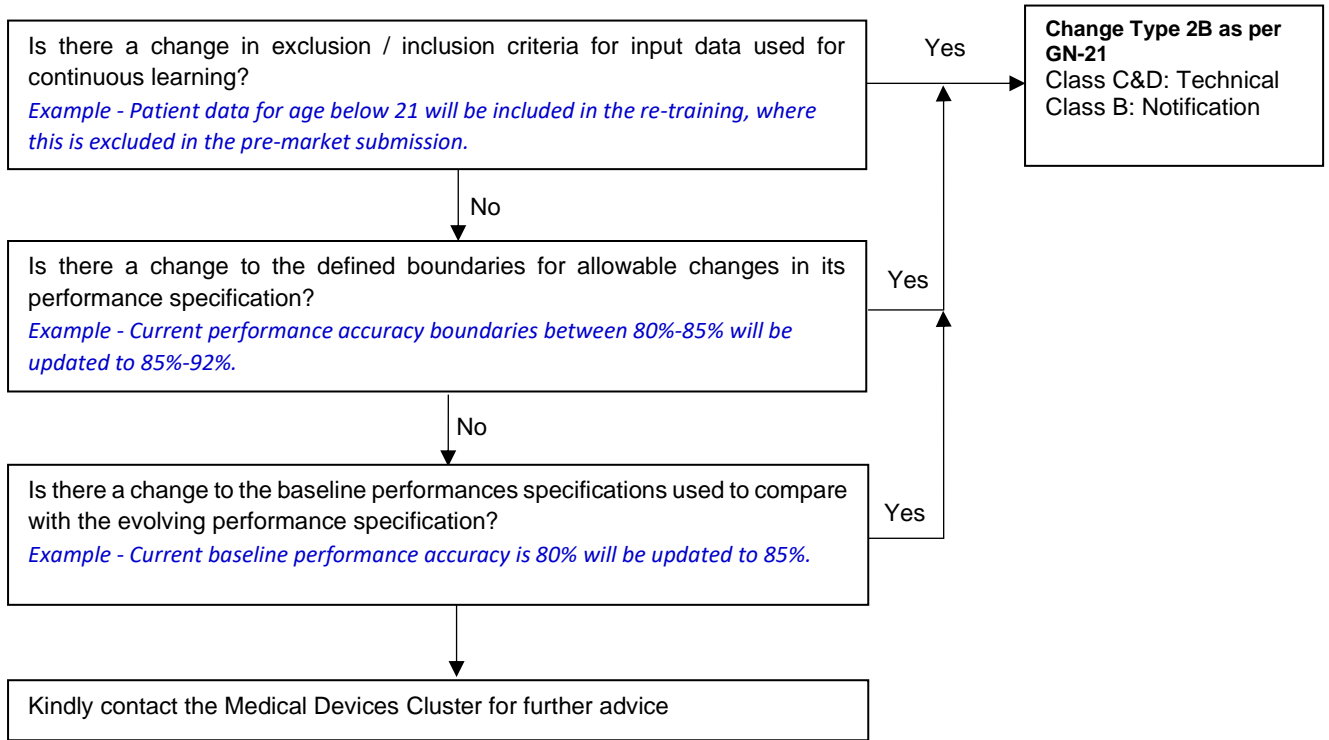 Is there a change in exclusion / inclusion criteria for input data used for
continuous learning?
Example - Patient data for age below 21 will be included in the re-training, where
this is excluded in the pre-market submission.
Yes
Change Type 2B as per
GN-21
Class C&D: Technical
Class B: Notification
No
Is there a change to the defined boundaries for allowable changes in its
performance specification?
Example - Current performance accuracy boundaries between 80%-85% will be
updated to 85%-92%.
Yes
No
Is there a change to the baseline performances specifications used to compare
with the evolving performance specification?
Example - Current baseline performance accuracy is 80% will be updated to 85%.
Yes
Kindly contact the Medical Devices Cluster for further advice